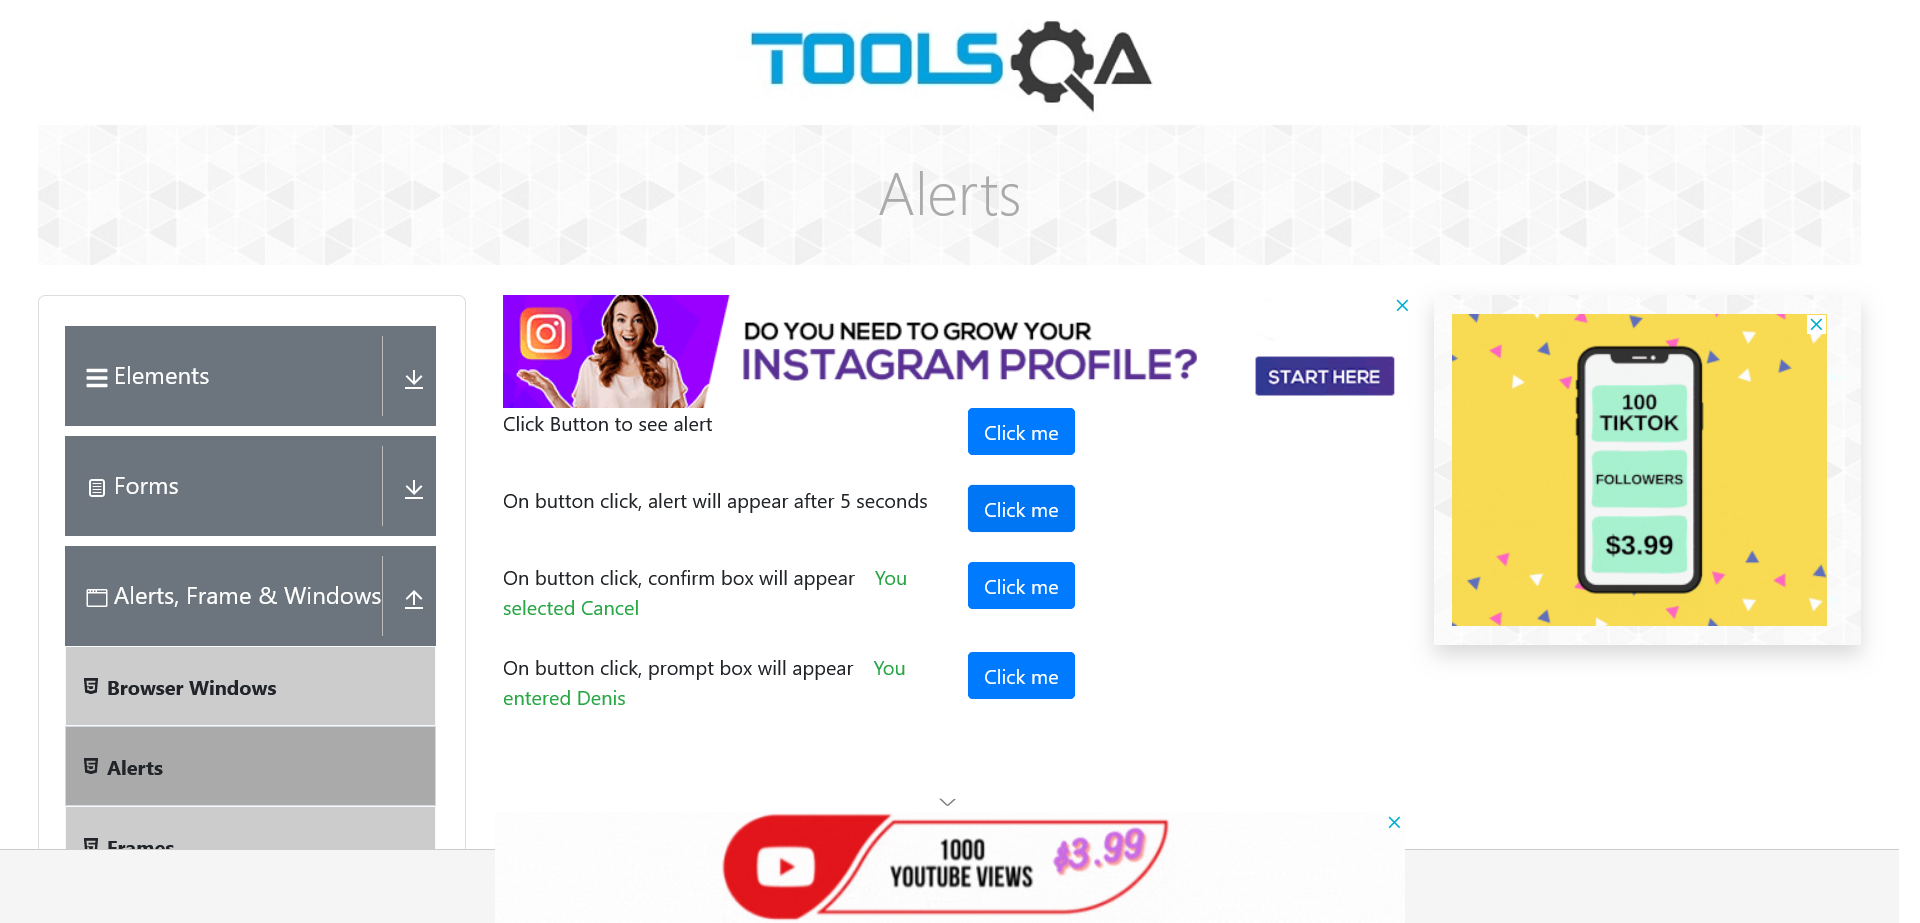 TOOLSQA
Alerts
Elements
Forms
Alerts, Frame & Windows
Browser Windows
Alerts
Frames
DO YOU NEED TO GROW YOUR
INSTAGRAM PROFILE?
START HERE
Click Button to see alert
Click me
On button click, alert will appear after 5 seconds
Click me
On button click, confirm box will appear You
selected Cancel
Click me
On button click, prompt box will appear You
entered Denis
Click me
100
TIKTOK
FOLLOWERS
$3.99
1000
YOUTUBE VIEWS
$3.99